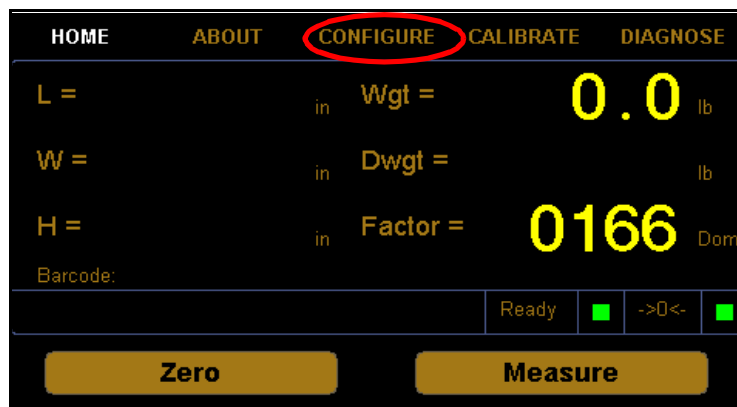 HOME ABOUT CONFIGURE CALIBRATE DIAGNOSE
L = in Wgt = 0.0 lb
W = in Dwgt = lb
H = in Factor = 0166 Dom
Barcode:
Ready ->0<-
Zero Measure